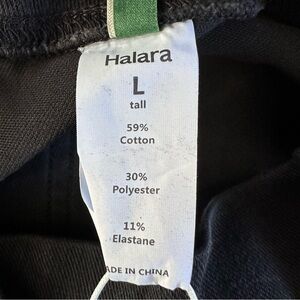 Halara
L
tall
59%
Cotton
30%
Polyester
11%
Elastane
ADE IN CHINA